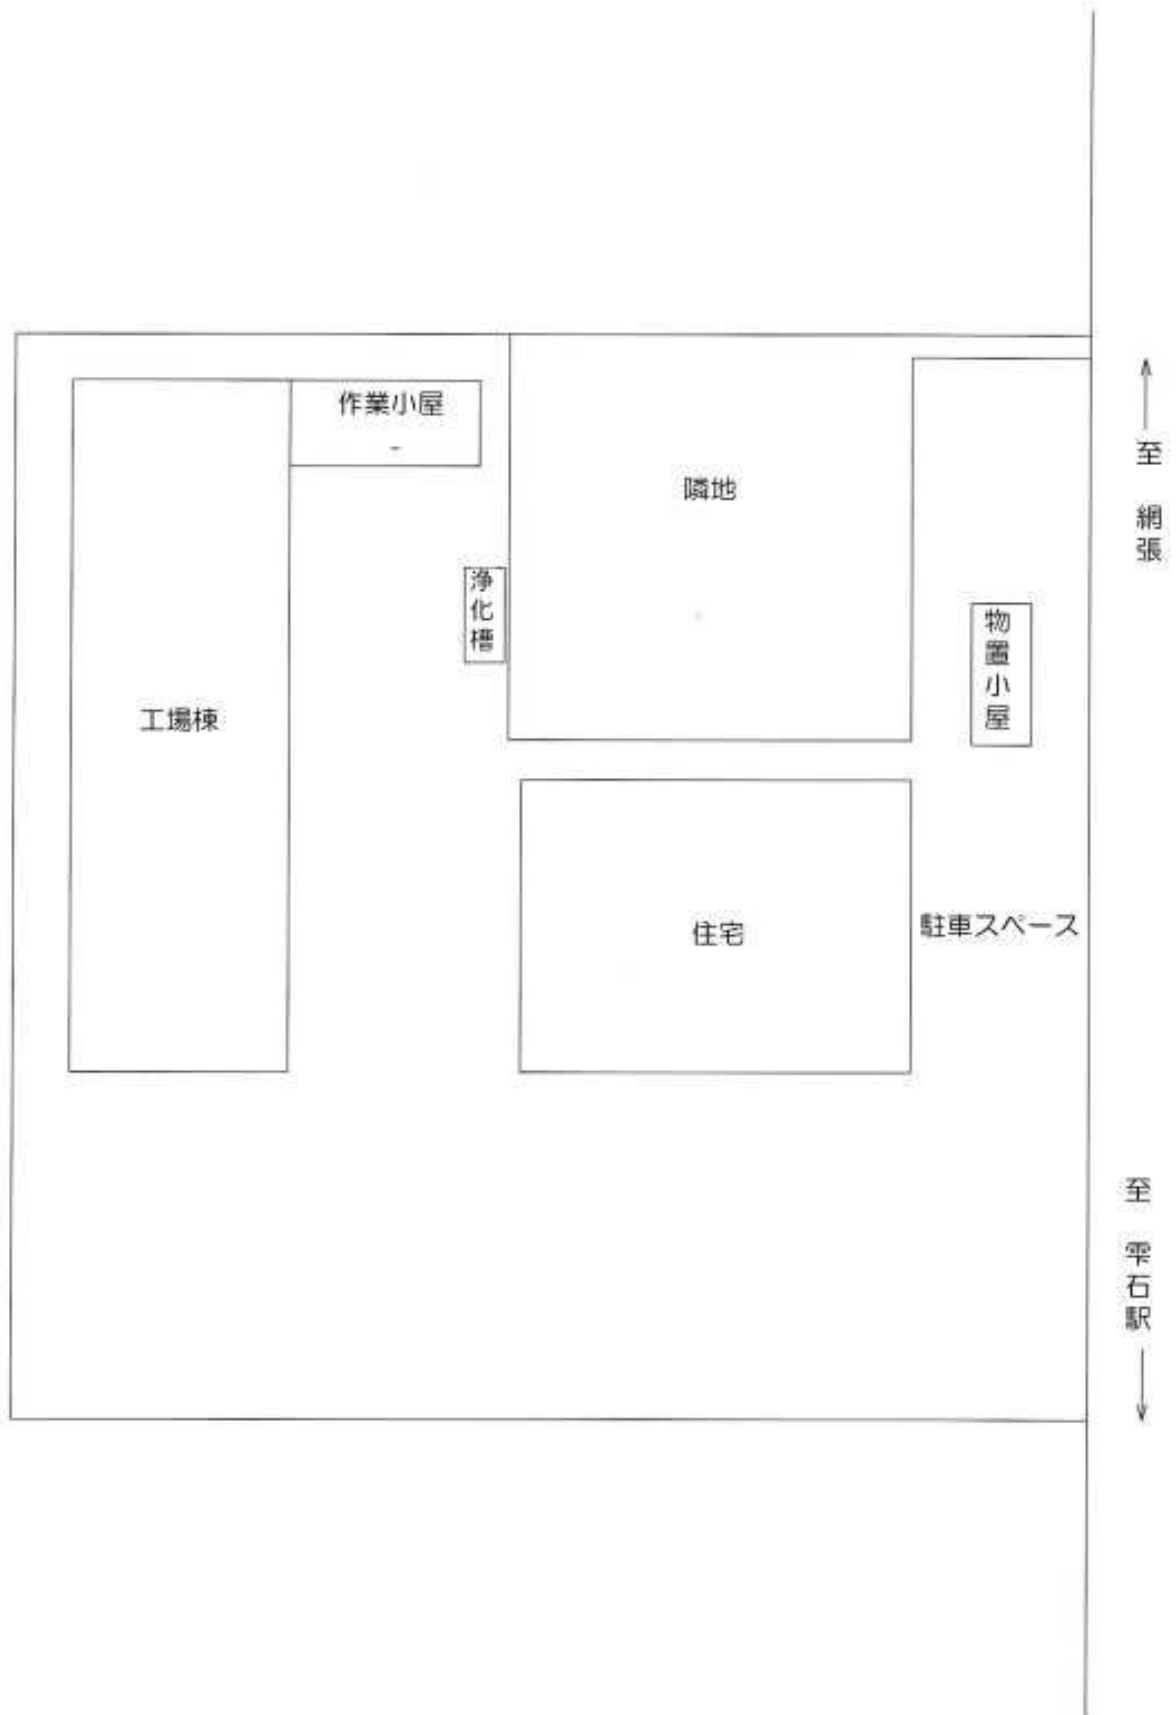 作業小屋
隣地
至 網張
浄化槽
物置小屋
工場棟
住宅
駐車スペース
至 雫石駅